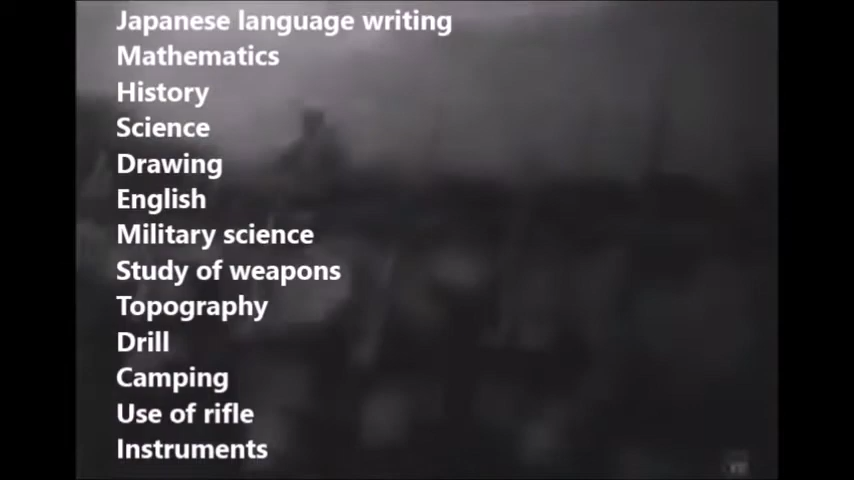 Japanese language writing
Mathematics
History
Science
Drawing
English
Military science
Study of weapons
Topography
Drill
Camping
Use of rifle
Instruments